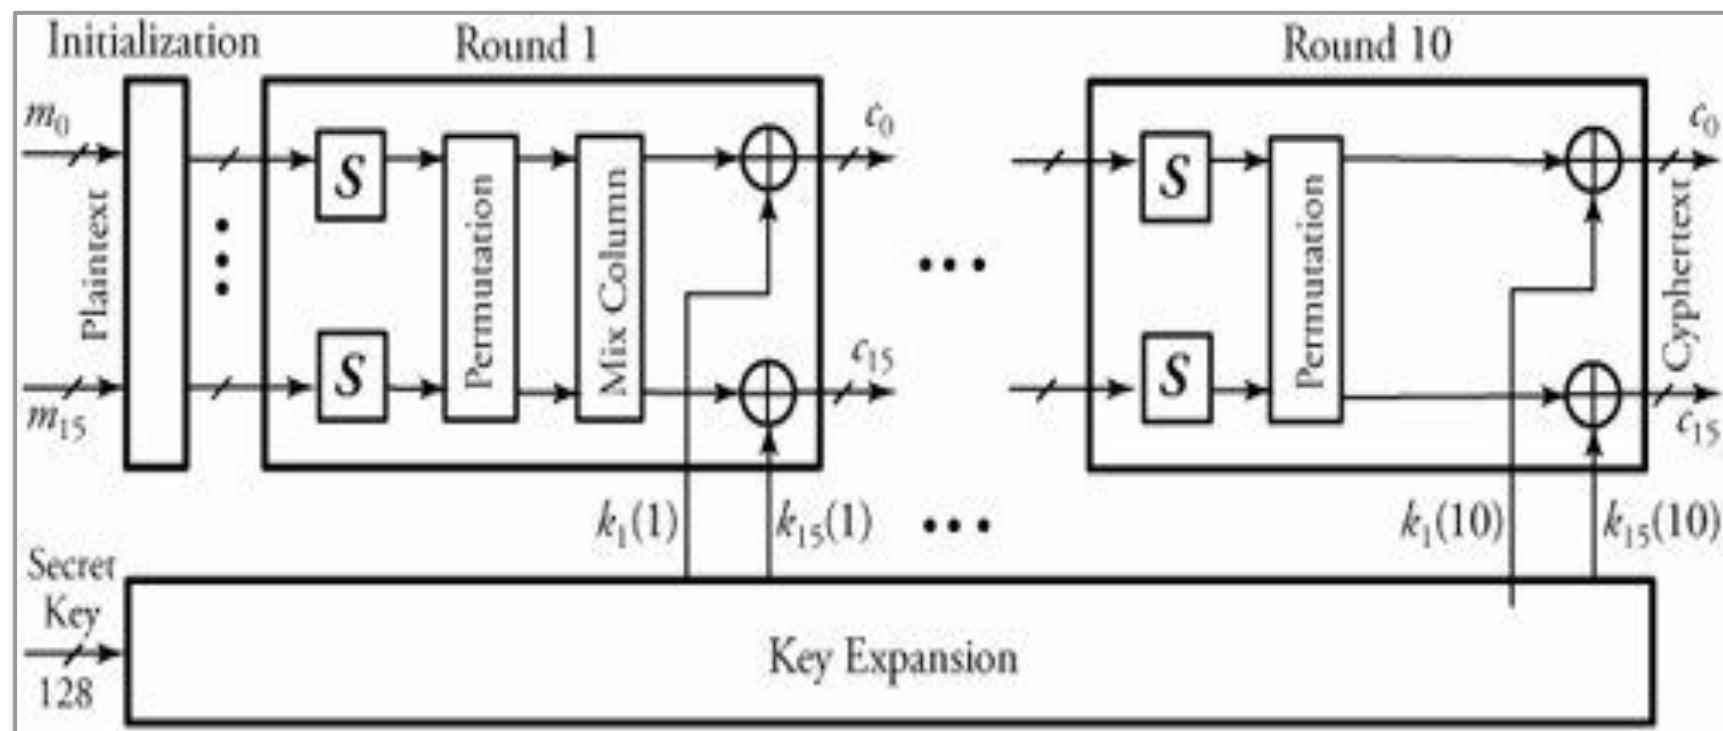 Initialization
Round 1
Round 10
m₀
c₀
c₀
Plaintext
S
S
Permutation
Mix Column
S
S
Permutation
Cyphertext
m₁₅
c₁₅
c₁₅
k₁(1)
k₁₅(1)
k₁(10)
k₁₅(10)
Secret
Key
128
Key Expansion